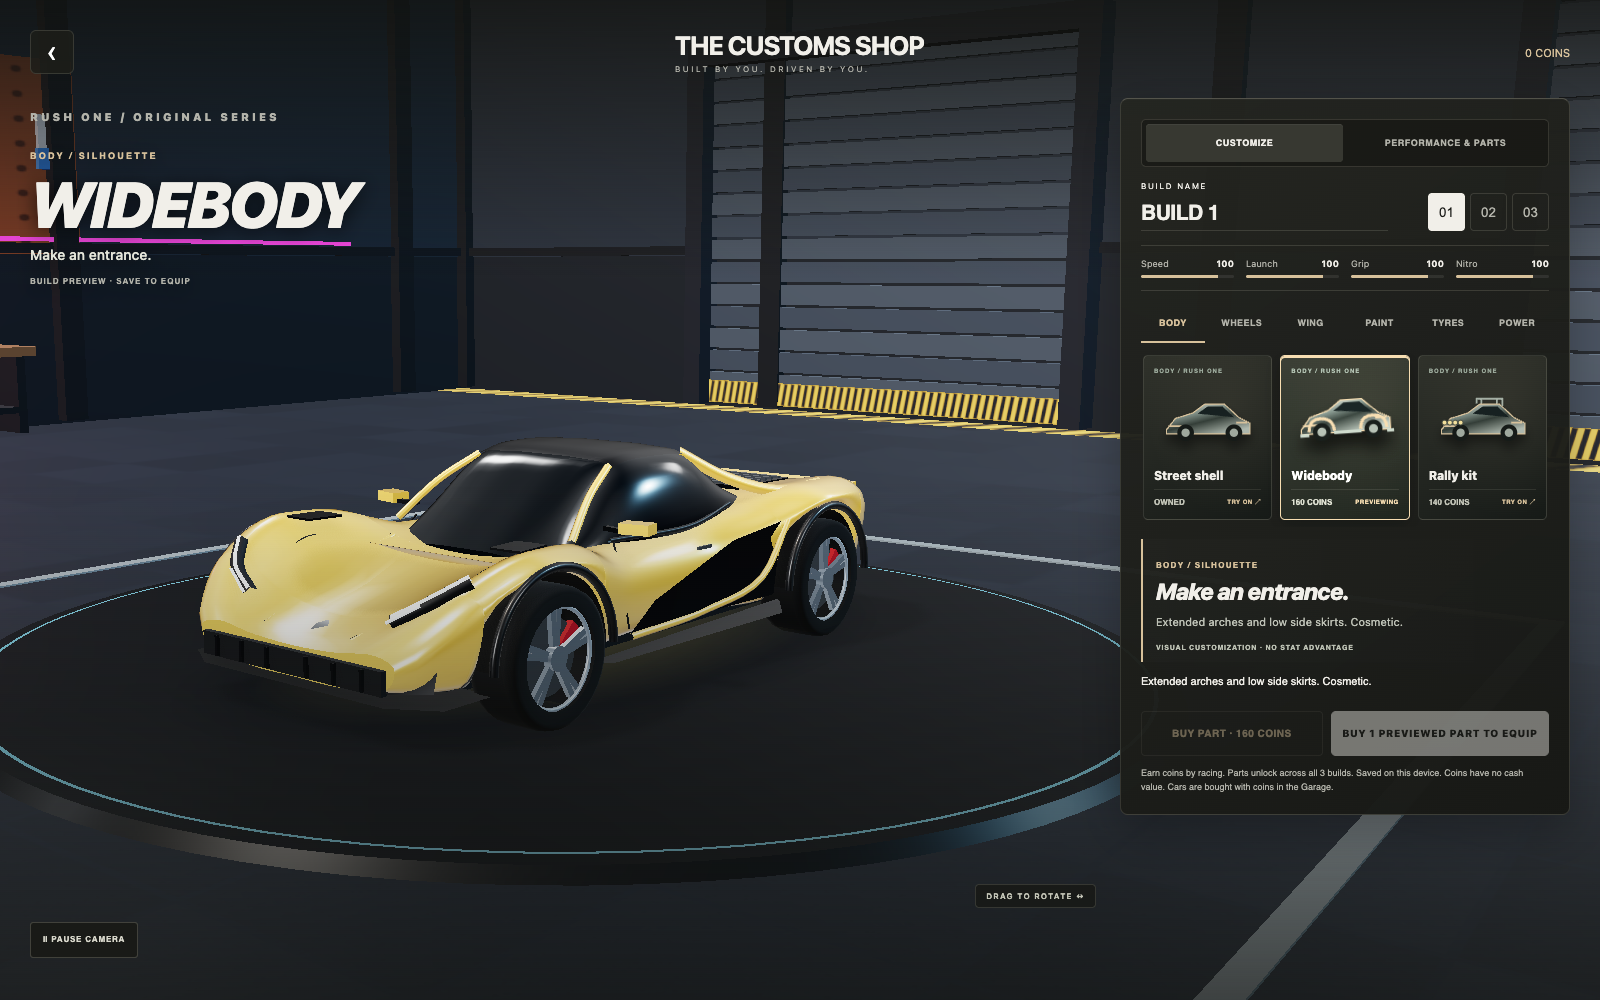 ❮
THE CUSTOMS SHOP
BUILT BY YOU. DRIVEN BY YOU.
0 COINS
RUSH ONE / ORIGINAL SERIES
BODY / SILHOUETTE
WIDEBODY
Make an entrance.
BUILD PREVIEW · SAVE TO EQUIP
CUSTOMIZE
PERFORMANCE & PARTS
BUILD NAME
BUILD 1
01 02 03
Speed 100 Launch 100 Grip 100 Nitro 100
BODY WHEELS WING PAINT TYRES POWER
BODY / RUSH ONE
Street shell
OWNED TRY ON ↗
BODY / RUSH ONE
Widebody
160 COINS PREVIEWING
BODY / RUSH ONE
Rally kit
140 COINS TRY ON ↗
BODY / SILHOUETTE
Make an entrance.
Extended arches and low side skirts. Cosmetic.
VISUAL CUSTOMIZATION · NO STAT ADVANTAGE
Extended arches and low side skirts. Cosmetic.
BUY PART · 160 COINS
BUY 1 PREVIEWED PART TO EQUIP
Earn coins by racing. Parts unlock across all 3 builds. Saved on this device. Coins have no cash
value. Cars are bought with coins in the Garage.
DRAG TO ROTATE ↔
II PAUSE CAMERA